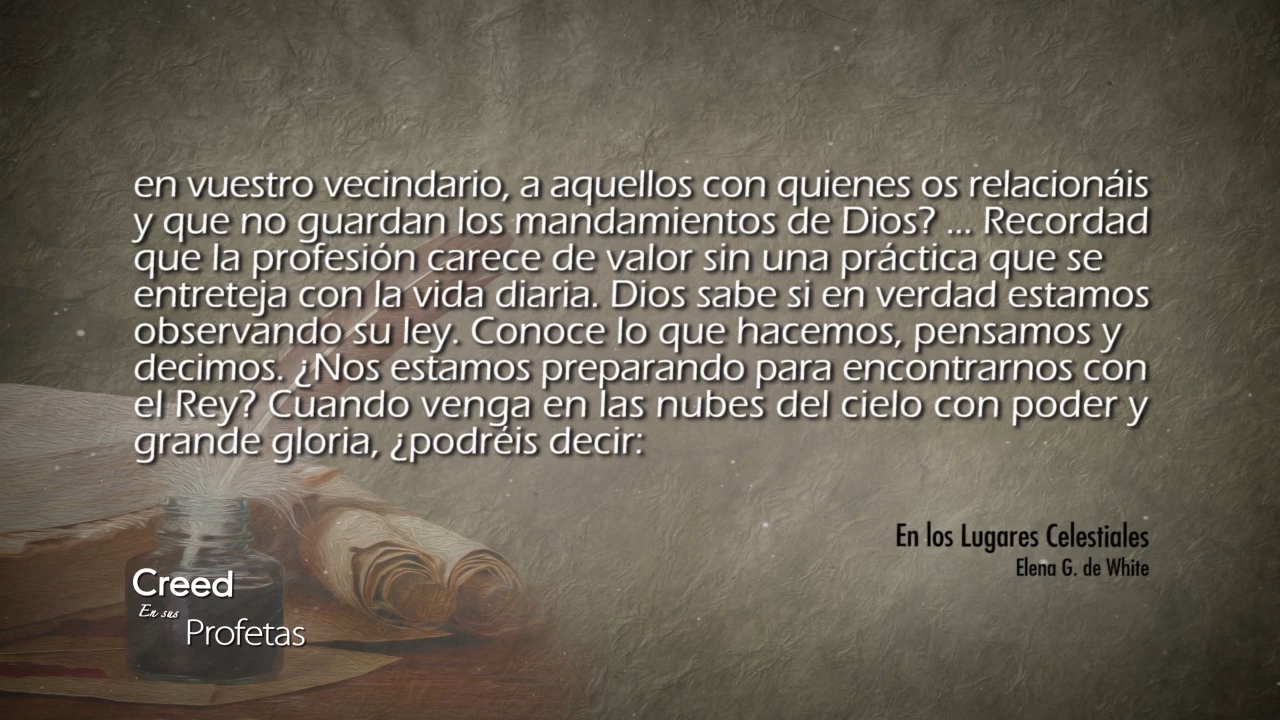 en vuestro vecindario, a aquellos con quienes os relacionáis
y que no guardan los mandamientos de Dios? ... Recordad
que la profesión carece de valor sin una práctica que se
entreteja con la vida diaria. Dios sabe si en verdad estamos
observando su ley. Conoce lo que hacemos, pensamos y
decimos. ¿Nos estamos preparando para encontrarnos con
el Rey? Cuando venga en las nubes del cielo con poder y
grande gloria, ¿podréis decir:
En los Lugares Celestiales
Elena G. de White
Creed
En sus
Profetas